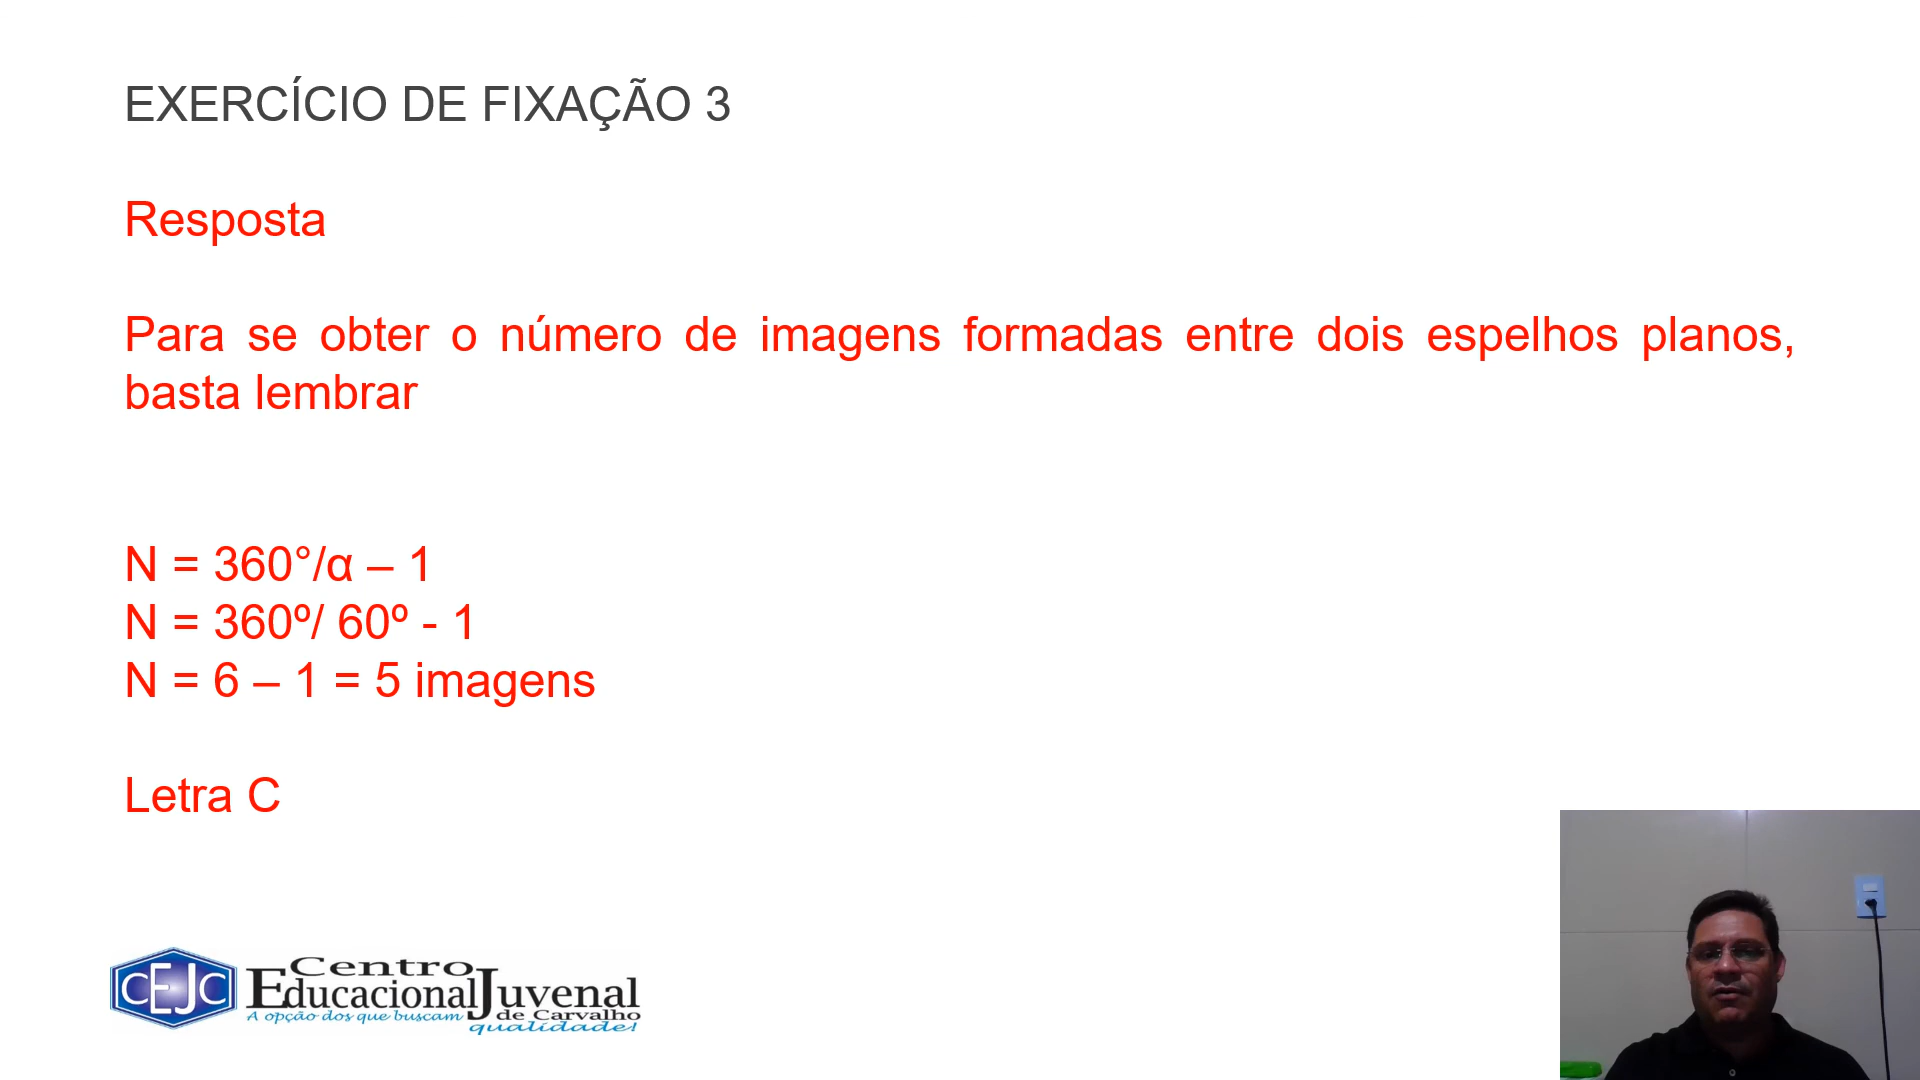 EXERCÍCIO DE FIXAÇÃO 3
Resposta
Para se obter o número de imagens formadas entre dois espelhos planos,
basta lembrar
N = 360°/α – 1
N = 360º/ 60º - 1
N = 6 – 1 = 5 imagens
Letra C
CEJC
Centro
Educacional Juvenal
de Carvalho
A opção dos que buscam
qualidade!